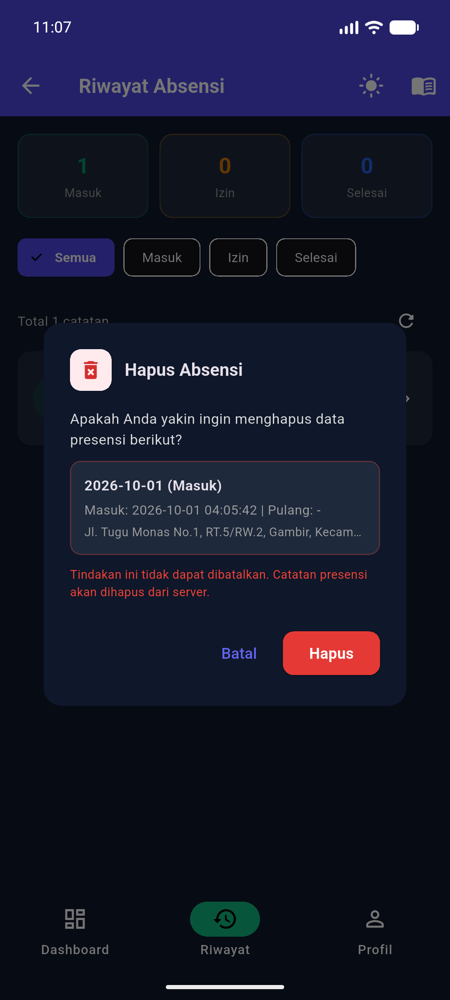 11:07
Riwayat Absensi
1
Masuk
0
Izin
0
Selesai
Semua
Masuk
Izin
Selesai
Total 1 catatan
Hapus Absensi
Apakah Anda yakin ingin menghapus data
presensi berikut?
2026-10-01 (Masuk)
Masuk: 2026-10-01 04:05:42 | Pulang: -
Jl. Tugu Monas No.1, RT.5/RW.2, Gambir, Kecam...
Tindakan ini tidak dapat dibatalkan. Catatan presensi
akan dihapus dari server.
Batal
Hapus
Dashboard
Riwayat
Profil